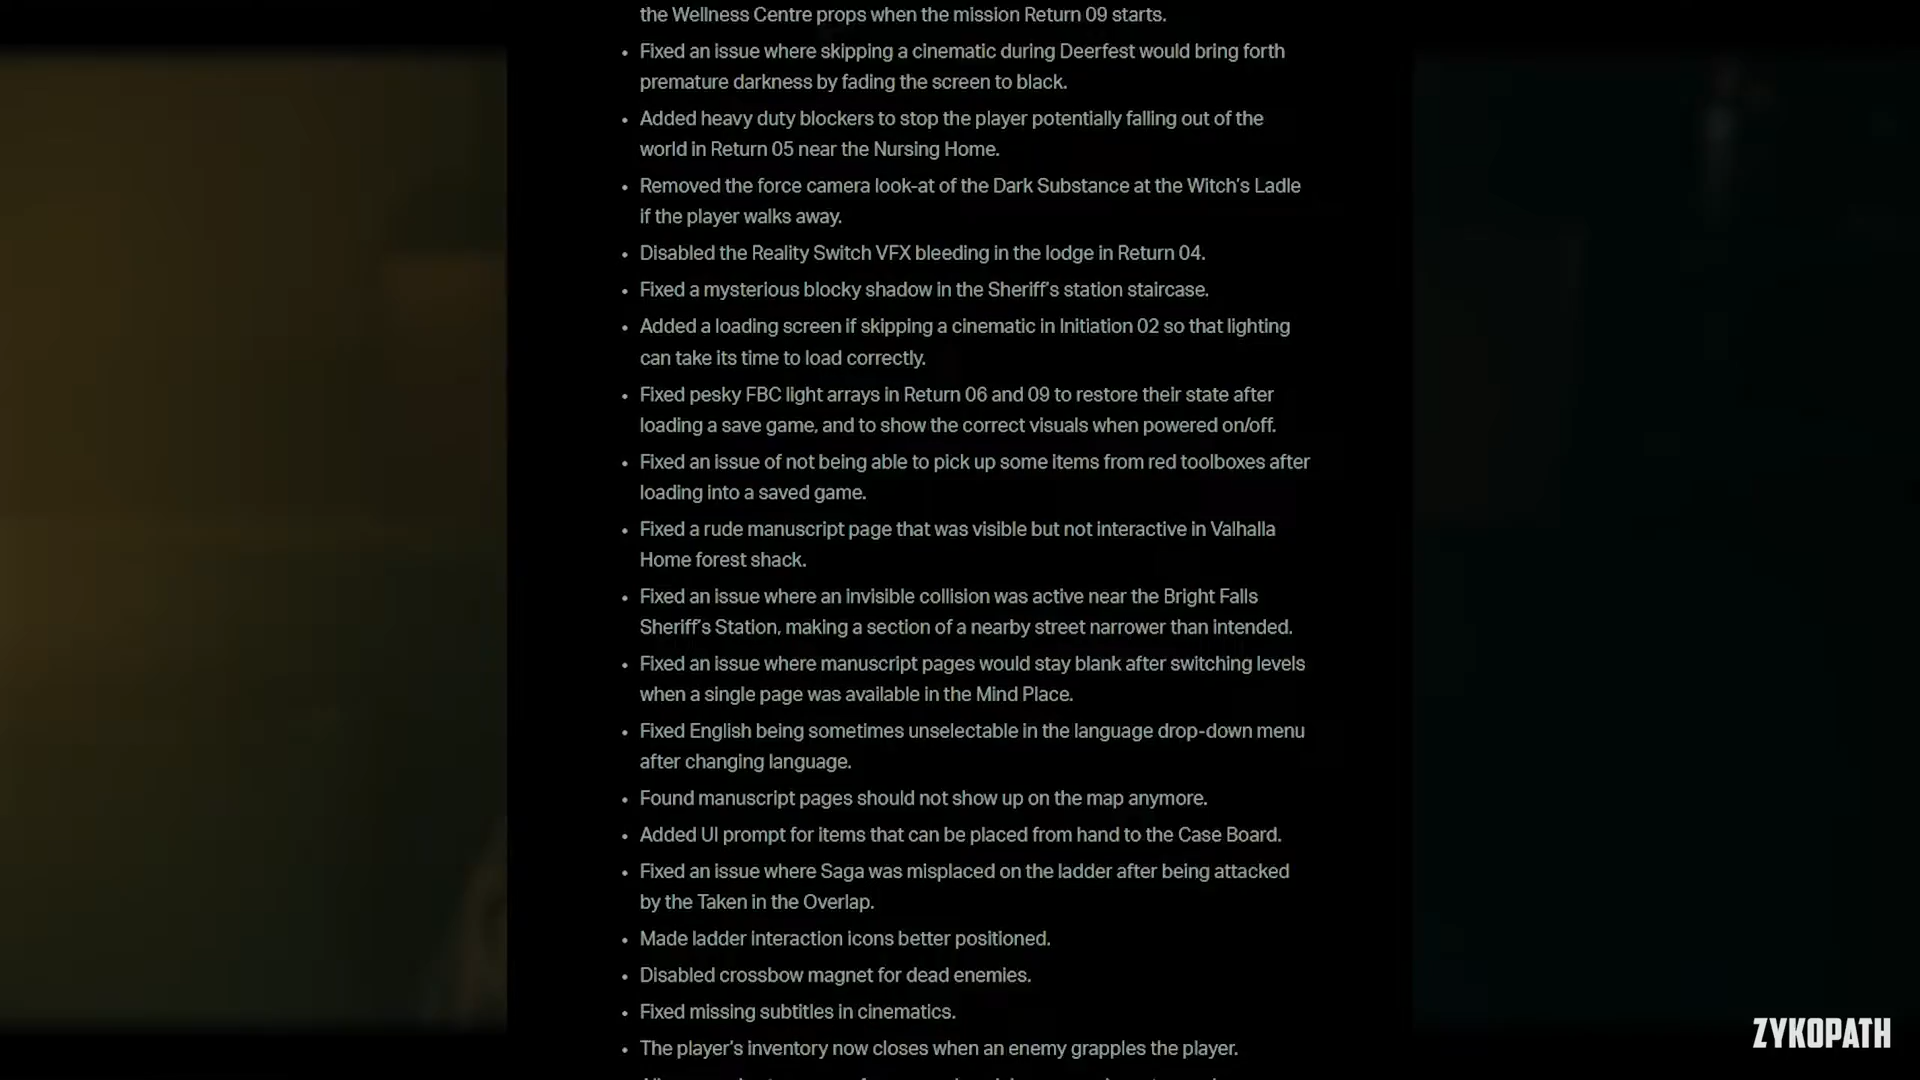 the Wellness Centre props when the mission Return 09 starts.
• Fixed an issue where skipping a cinematic during Deerfest would bring forth
premature darkness by fading the screen to black.
• Added heavy duty blockers to stop the player potentially falling out of the
world in Return 05 near the Nursing Home.
• Removed the force camera look-at of the Dark Substance at the Witch's Ladle
if the player walks away.
• Disabled the Reality Switch VFX bleeding in the lodge in Return 04.
• Fixed a mysterious blocky shadow in the Sheriff's station staircase.
• Added a loading screen if skipping a cinematic in Initiation 02 so that lighting
can take its time to load correctly.
• Fixed pesky FBC light arrays in Return 06 and 09 to restore their state after
loading a save game, and to show the correct visuals when powered on/off.
• Fixed an issue of not being able to pick up some items from red toolboxes after
loading into a saved game.
• Fixed a rude manuscript page that was visible but not interactive in Valhalla
Home forest shack.
• Fixed an issue where an invisible collision was active near the Bright Falls
Sheriff's Station, making a section of a nearby street narrower than intended.
• Fixed an issue where manuscript pages would stay blank after switching levels
when a single page was available in the Mind Place.
• Fixed English being sometimes unselectable in the language drop-down menu
after changing language.
• Found manuscript pages should not show up on the map anymore.
• Added UI prompt for items that can be placed from hand to the Case Board.
• Fixed an issue where Saga was misplaced on the ladder after being attacked
by the Taken in the Overlap.
• Made ladder interaction icons better positioned.
• Disabled crossbow magnet for dead enemies.
• Fixed missing subtitles in cinematics.
• The player's inventory now closes when an enemy grapples the player.
ZYKOPATH